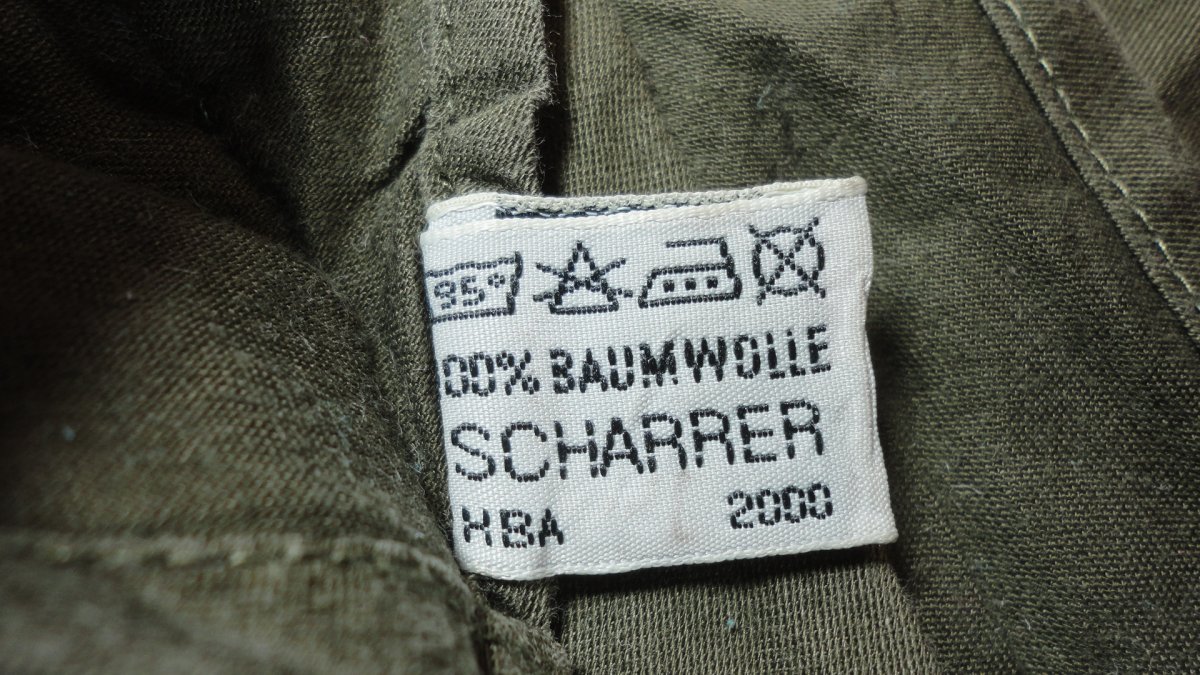 95°
00% BAUMWOLLE
SCHARRER
HBA 2000